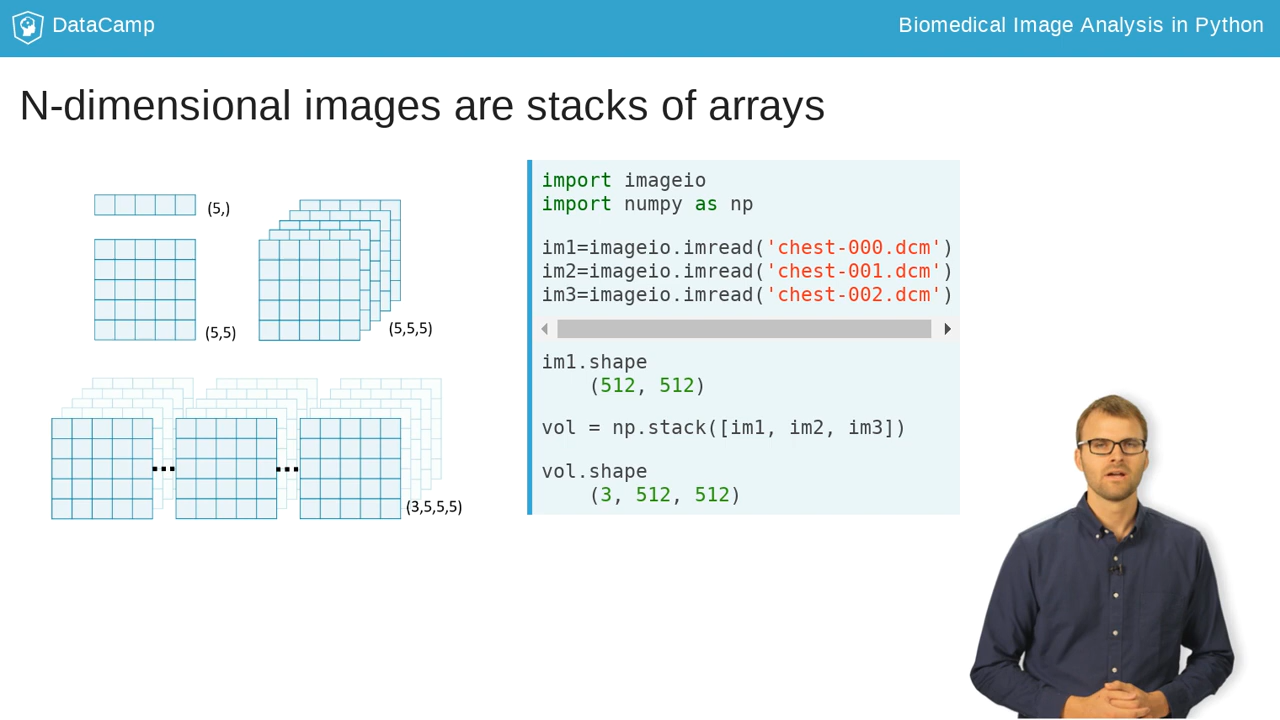 DataCamp
Biomedical Image Analysis in Python
N-dimensional images are stacks of arrays
(5,)
(5,5)
(5,5,5)
(3,5,5,5)
import imageio
import numpy as np
im1=imageio.imread('chest-000.dcm')
im2=imageio.imread('chest-001.dcm')
im3=imageio.imread('chest-002.dcm')
im1.shape
(512, 512)
vol = np.stack([im1, im2, im3])
vol.shape
(3, 512, 512)